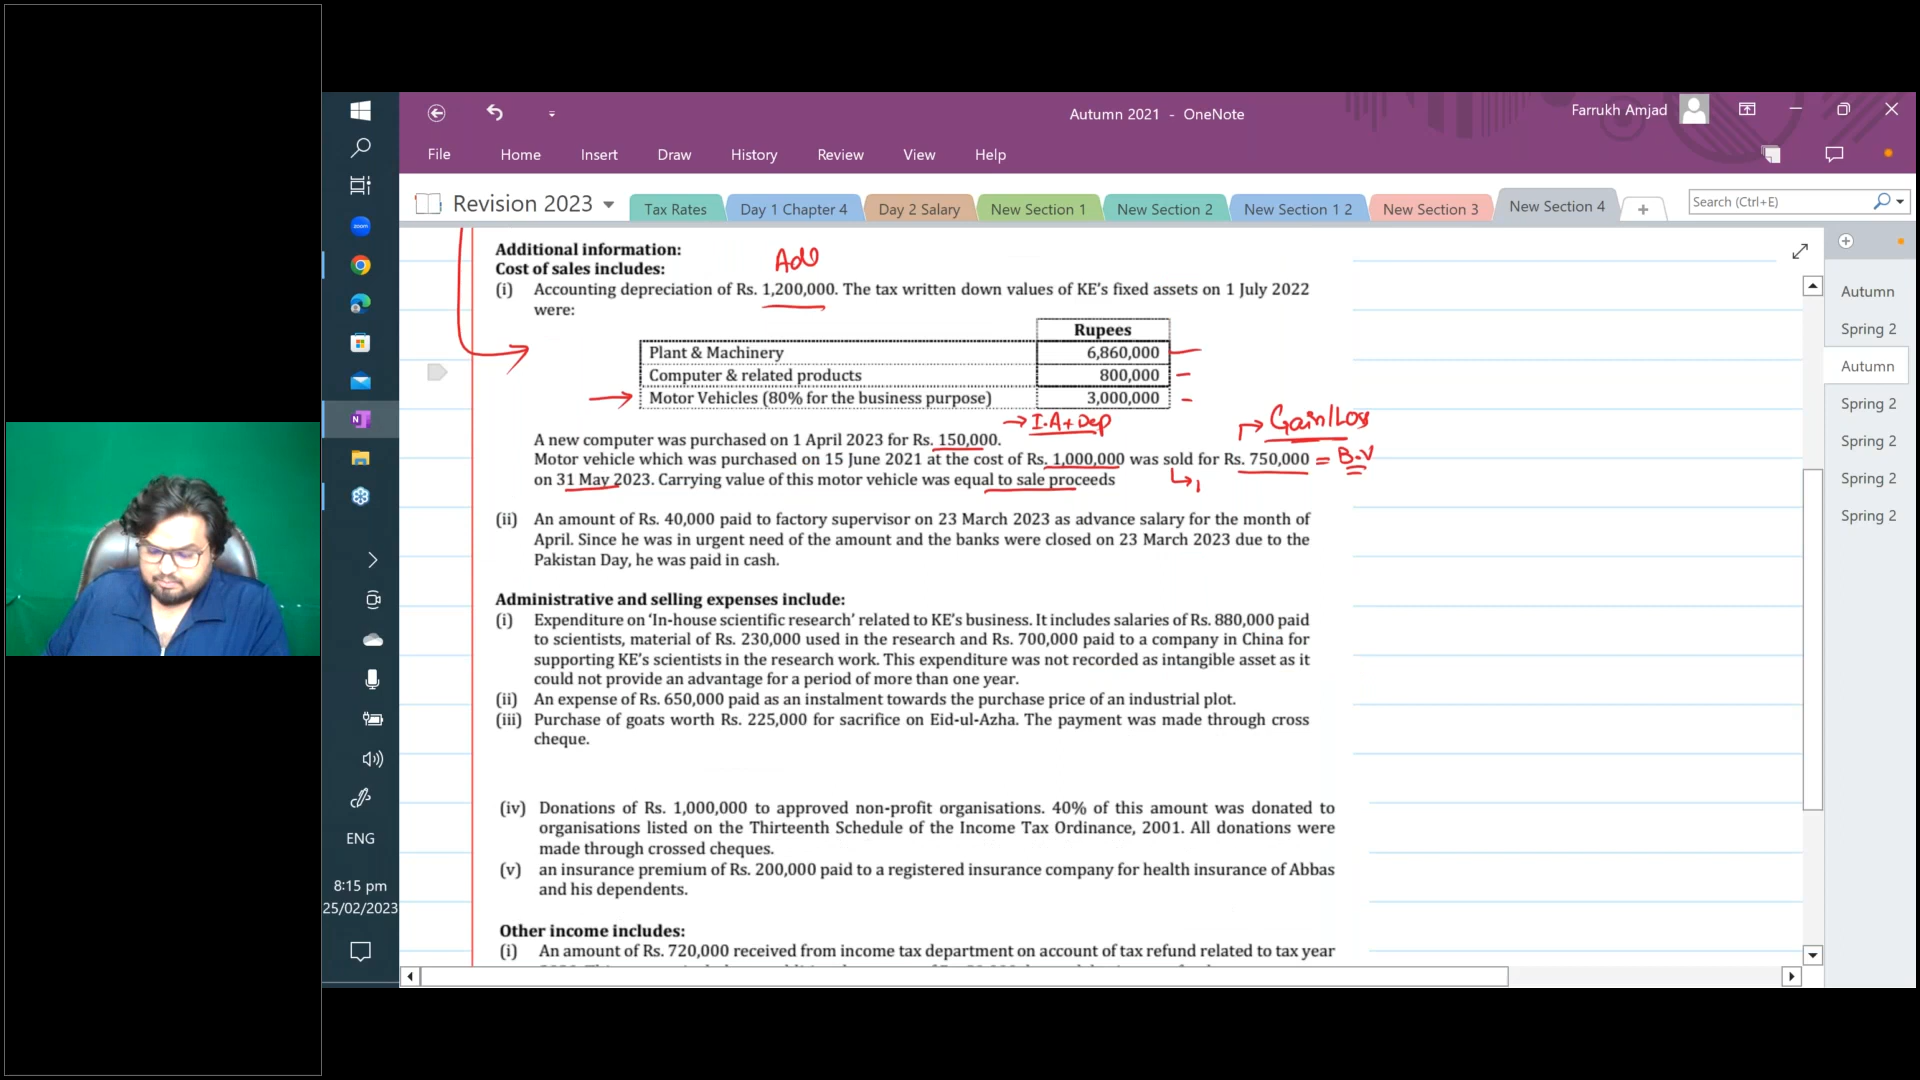 Autumn 2021 - OneNote
Farrukh Amjad
File Home Insert Draw History Review View Help
Revision 2023
Tax Rates
Day 1 Chapter 4
Day 2 Salary
New Section 1
New Section 2
New Section 1 2
New Section 3
New Section 4
Search (Ctrl+E)
Additional information:
Cost of sales includes:
Add
(i) Accounting depreciation of Rs. 1,200,000. The tax written down values of KE's fixed assets on 1 July 2022
were:
Rupees
Plant & Machinery 6,860,000
Computer & related products 800,000
Motor Vehicles (80% for the business purpose) 3,000,000
I.A + Dep
Gain/Loss
A new computer was purchased on 1 April 2023 for Rs. 150,000.
Motor vehicle which was purchased on 15 June 2021 at the cost of Rs. 1,000,000 was sold for Rs. 750,000 = B.V
on 31 May 2023. Carrying value of this motor vehicle was equal to sale proceeds
(ii) An amount of Rs. 40,000 paid to factory supervisor on 23 March 2023 as advance salary for the month of
April. Since he was in urgent need of the amount and the banks were closed on 23 March 2023 due to the
Pakistan Day, he was paid in cash.
Administrative and selling expenses include:
(i) Expenditure on 'In-house scientific research' related to KE's business. It includes salaries of Rs. 880,000 paid
to scientists, material of Rs. 230,000 used in the research and Rs. 700,000 paid to a company in China for
supporting KE's scientists in the research work. This expenditure was not recorded as intangible asset as it
could not provide an advantage for a period of more than one year.
(ii) An expense of Rs. 650,000 paid as an instalment towards the purchase price of an industrial plot.
(iii) Purchase of goats worth Rs. 225,000 for sacrifice on Eid-ul-Azha. The payment was made through cross
cheque.
(iv) Donations of Rs. 1,000,000 to approved non-profit organisations. 40% of this amount was donated to
organisations listed on the Thirteenth Schedule of the Income Tax Ordinance, 2001. All donations were
made through crossed cheques.
(v) an insurance premium of Rs. 200,000 paid to a registered insurance company for health insurance of Abbas
and his dependents.
Other income includes:
(i) An amount of Rs. 720,000 received from income tax department on account of tax refund related to tax year
Autumn
Spring 2
Autumn
Spring 2
Spring 2
Spring 2
Spring 2
zoom
ENG
8:15 pm
25/02/2023